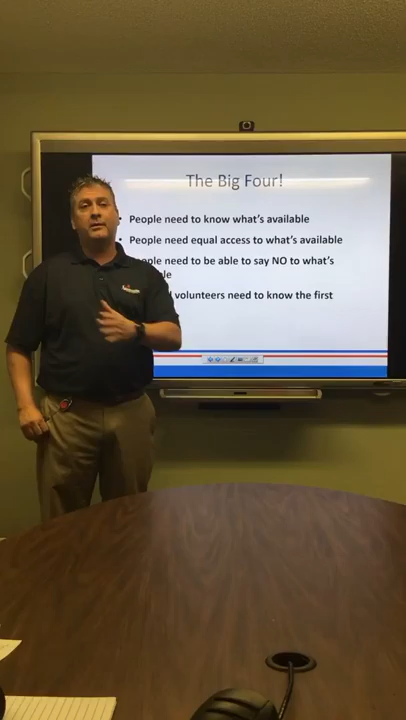 The Big Four!
• People need to know what's available
• People need equal access to what's available
people need to be able to say NO to what's
volunteers need to know the first